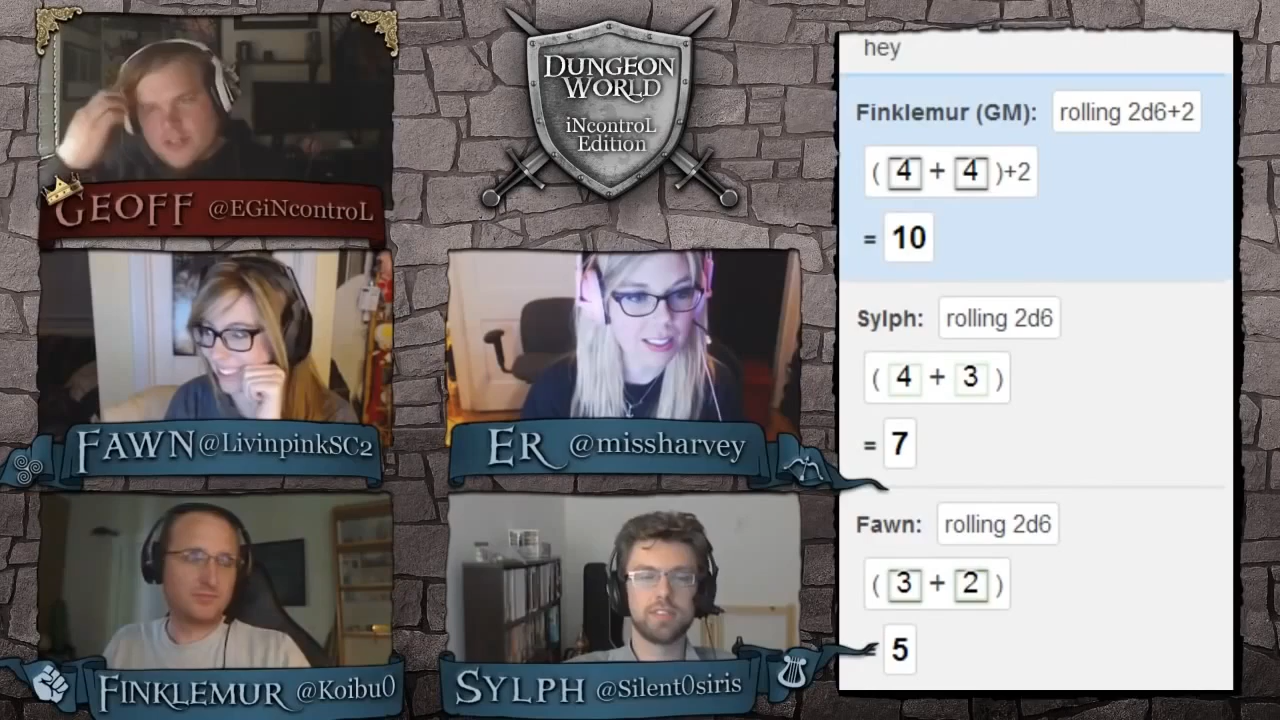 DUNGEON
WORLD
iNcontroL
Edition
GEOFF @EGiNcontroL
FAWN @LivinpinkSC2
ER @missharvey
FINKLEMUR @Koibu0
SYLPH @Silent0siris
hey
Finklemur (GM): rolling 2d6+2
( 4 + 4 )+2
= 10
Sylph: rolling 2d6
( 4 + 3 )
= 7
Fawn: rolling 2d6
( 3 + 2 )
= 5